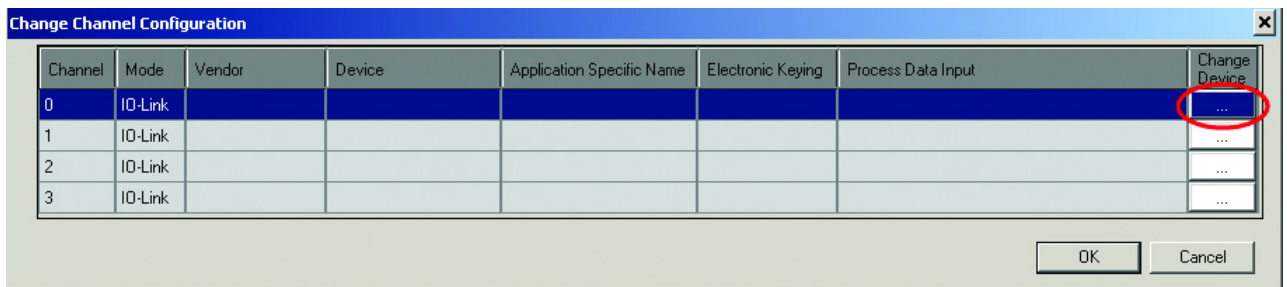 Change Channel Configuration
Channel Mode Vendor Device Application Specific Name Electronic Keying Process Data Input Change Device
0 IO-Link ...
1 IO-Link ...
2 IO-Link ...
3 IO-Link ...
OK Cancel